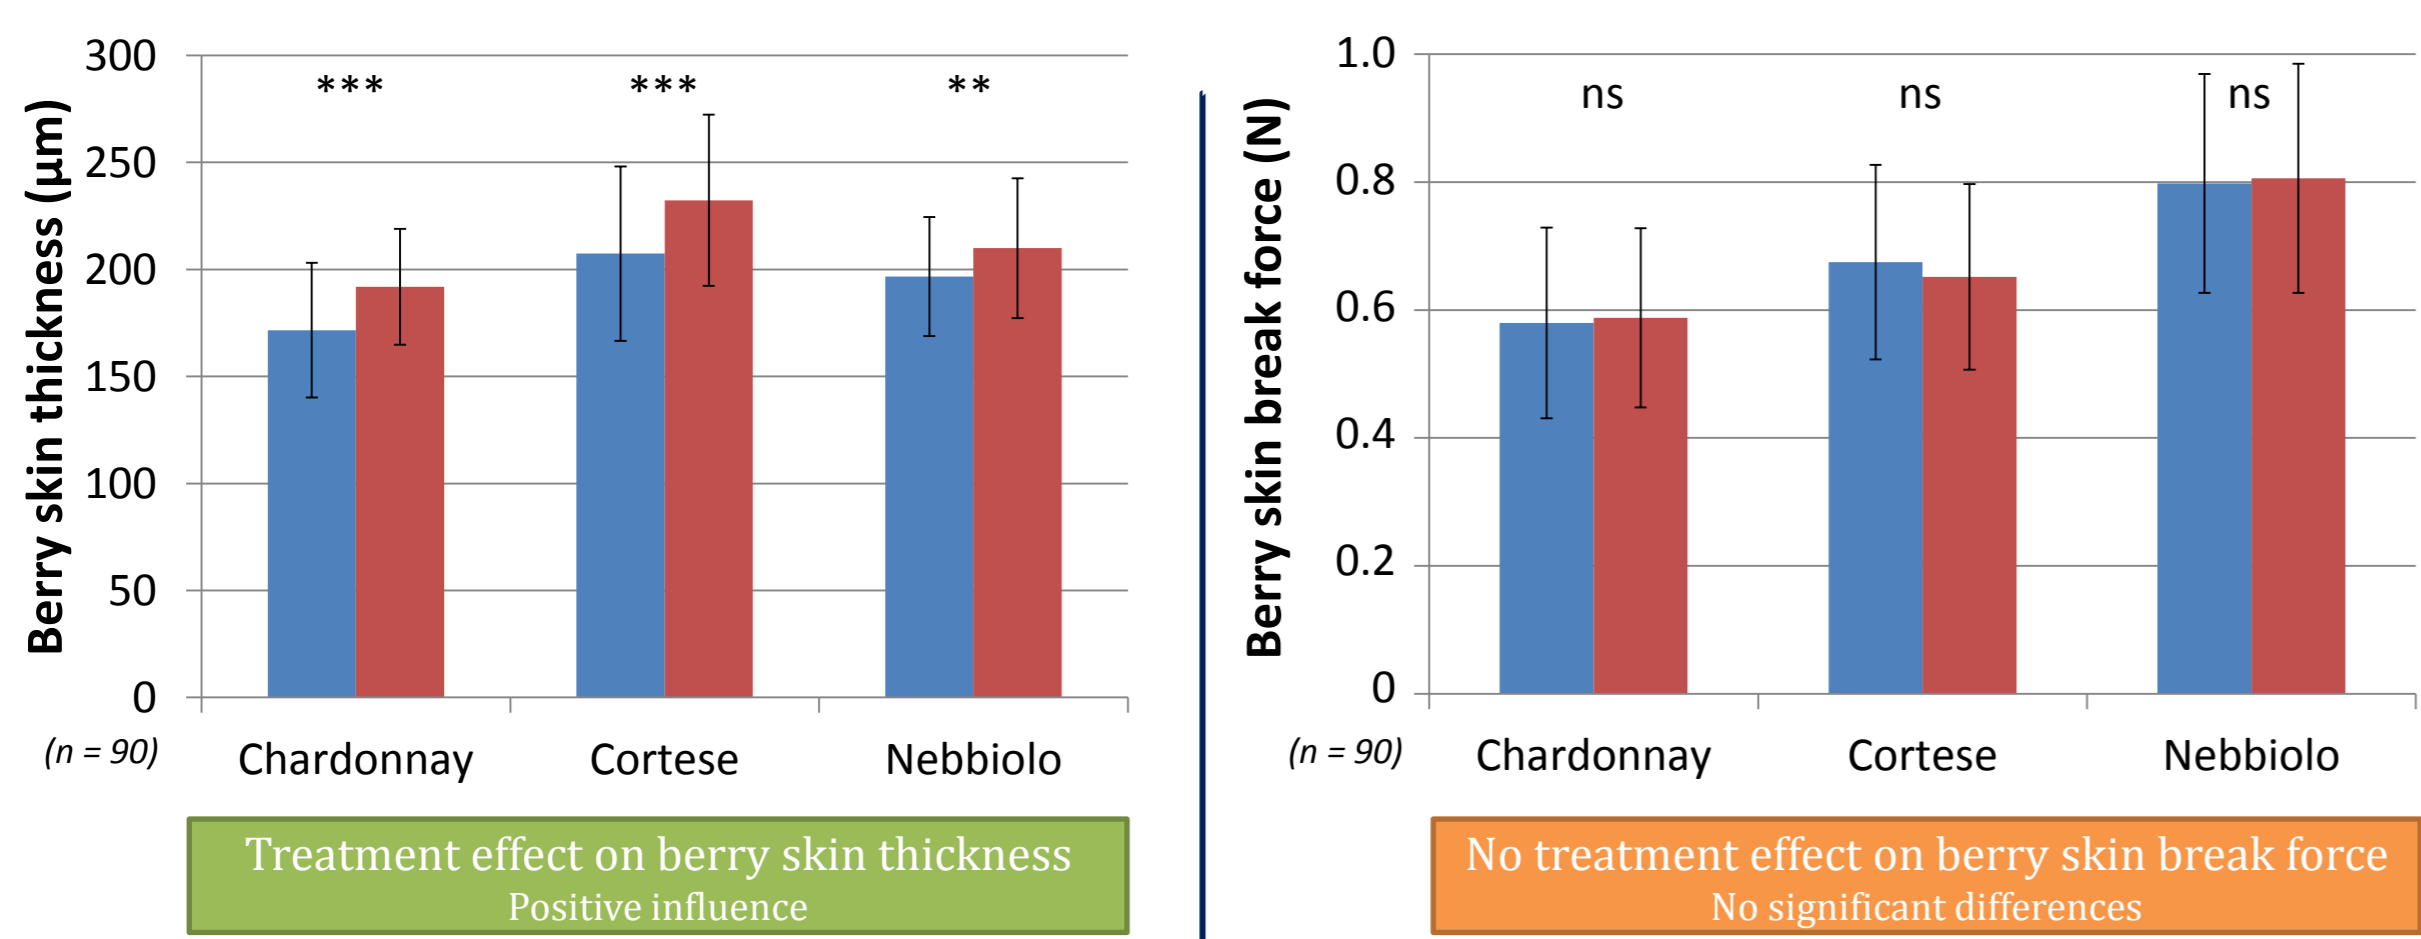 Berry skin thickness (µm)
300
250
200
150
100
50
0
*** *** **
(n = 90) Chardonnay Cortese Nebbiolo
Treatment effect on berry skin thickness
Positive influence
Berry skin break force (N)
1.0
0.8
0.6
0.4
0.2
0
ns ns ns
(n = 90) Chardonnay Cortese Nebbiolo
No treatment effect on berry skin break force
No significant differences